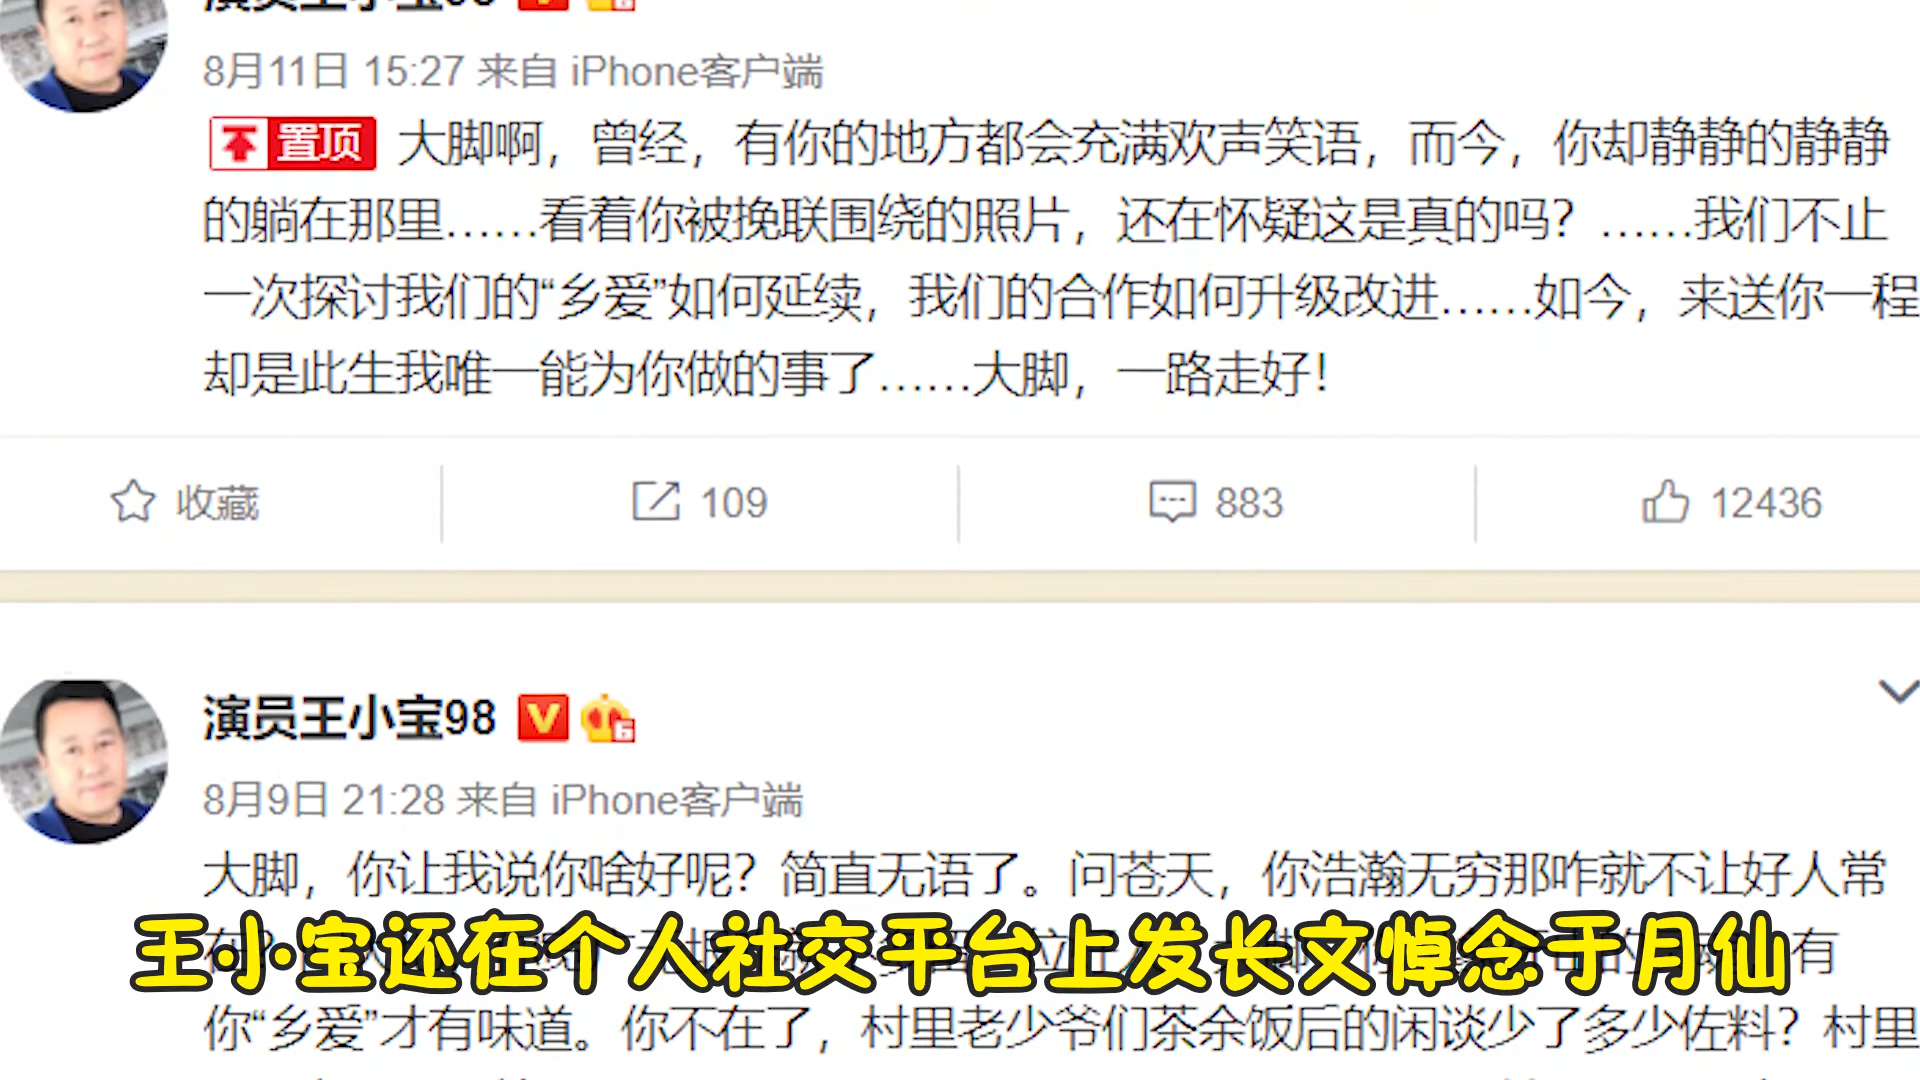 演员王小宝98
8月11日 15:27 来自 iPhone客户端
置顶 大脚啊，曾经，有你的地方都会充满欢声笑语，而今，你却静静的静静
的躺在那里……看着你被挽联围绕的照片，还在怀疑这是真的吗？……我们不止
一次探讨我们的“乡爱”如何延续，我们的合作如何升级改进……如今，来送你一程
却是此生我唯一能为你做的事了……大脚，一路走好！
收藏 109 883 12436
演员王小宝98
8月9日 21:28 来自 iPhone客户端
大脚，你让我说你啥好呢？简直无语了。问苍天，你浩瀚无穷那咋就不让好人常
有
王小宝还在个人社交平台上发长文悼念于月仙
你“乡爱”才有味道。你不在了，村里老少爷们茶余饭后的闲谈少了多少佐料？村里